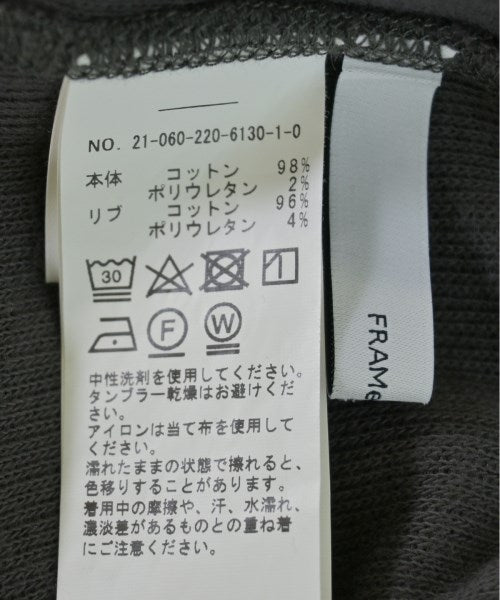 NO. 21-060-220-6130-1-0
本体 コットン 98%
ポリウレタン 2%
リブ コットン 96%
ポリウレタン 4%
30
F W
中性洗剤を使用してください。
タンブラー乾燥はお避けくだ
さい。
アイロンは当て布を使用して
ください。
濡れたままの状態で擦れると、
色移りすることがあります。
着用中の摩擦や、汗、水濡れ、
濃淡差があるものとの重ね着
にご注意ください。
FRAMe